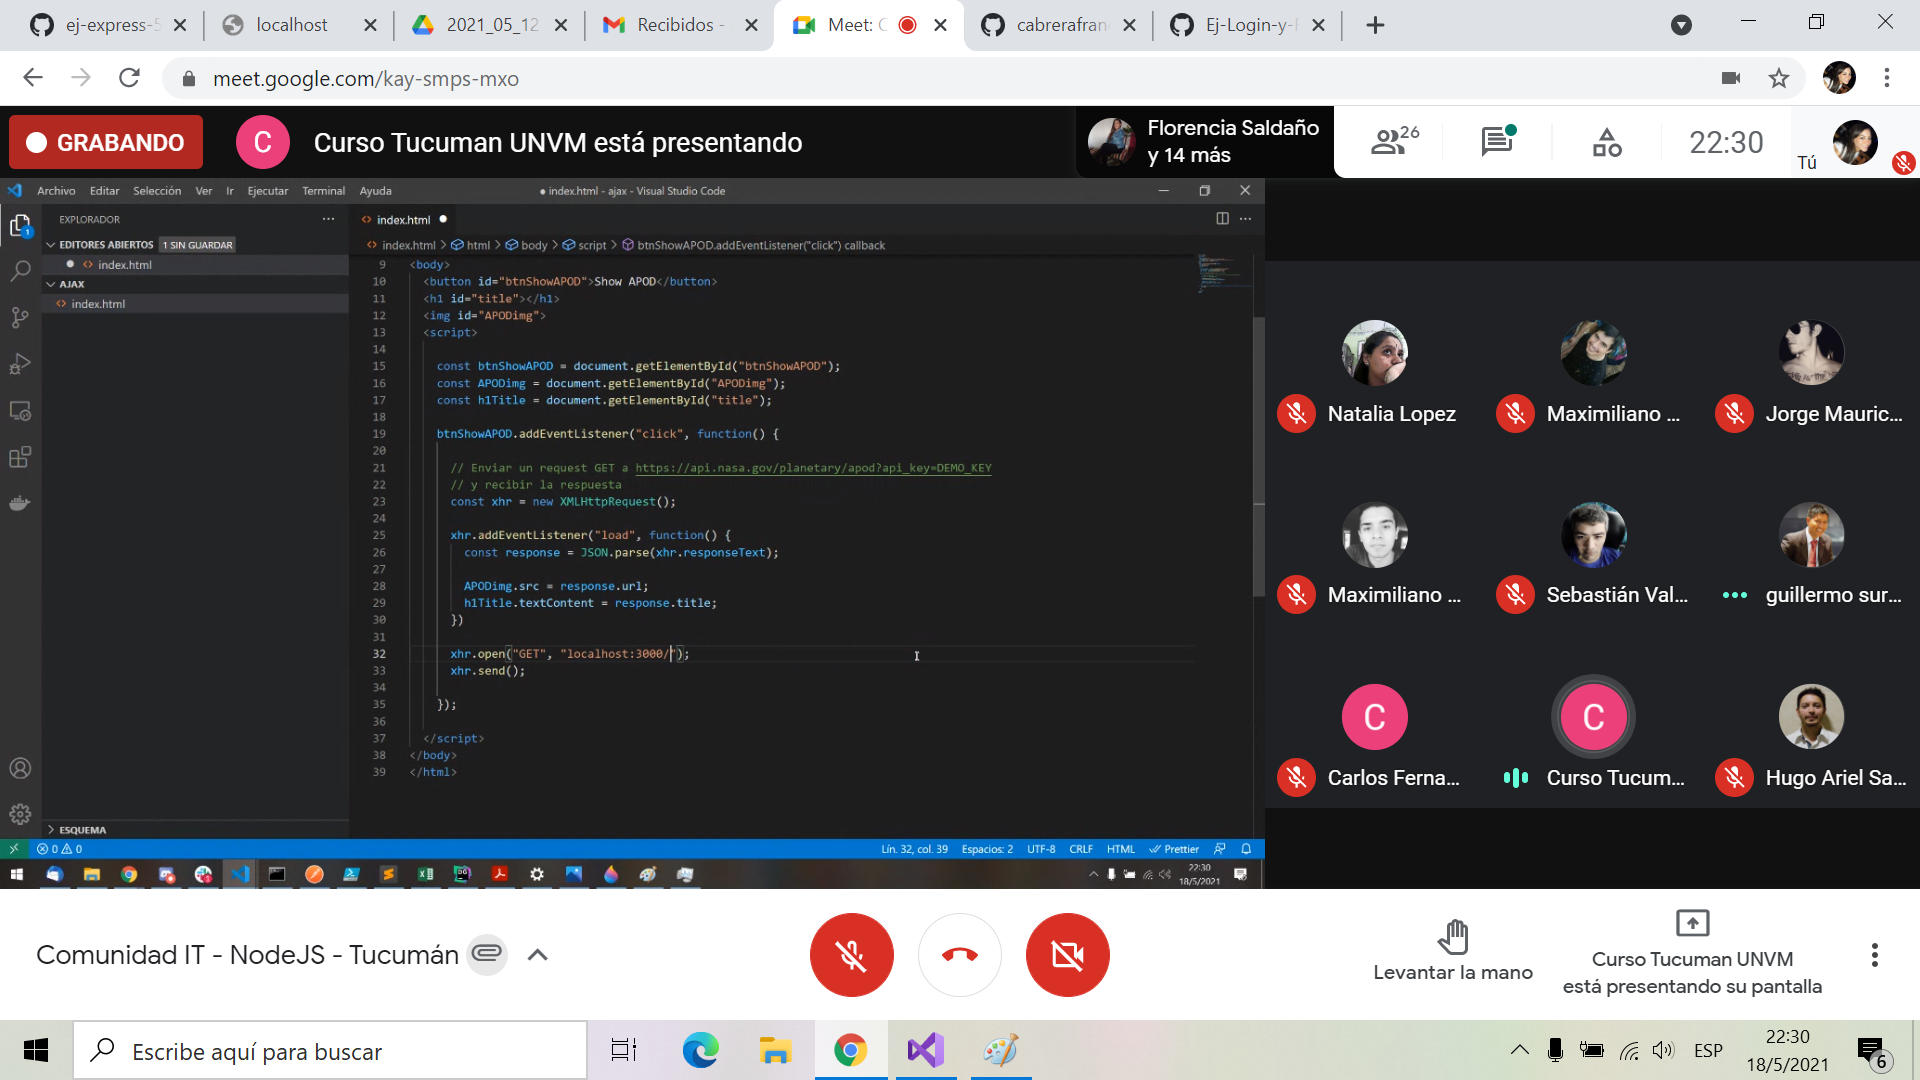 ej-express-5
localhost
2021_05_12
Recibidos -
Meet: C
cabrerafran
Ej-Login-y-R
meet.google.com/kay-smps-mxo
GRABANDO
C
Curso Tucuman UNVM está presentando
Florencia Saldaño
y 14 más
26
22:30
Tú
Archivo Editar Selección Ver Ir Ejecutar Terminal Ayuda
● index.html - ajax - Visual Studio Code
EXPLORADOR
index.html
EDITORES ABIERTOS 1 SIN GUARDAR
index.html > html > body > script > btnShowAPOD.addEventListener("click") callback
index.html
AJAX
index.html
9 <body>
10 <button id="btnShowAPOD">Show APOD</button>
11 <h1 id="title"></h1>
12 <img id="APODimg">
13 <script>
14
15 const btnShowAPOD = document.getElementById("btnShowAPOD");
16 const APODimg = document.getElementById("APODimg");
17 const h1Title = document.getElementById("title");
18
19 btnShowAPOD.addEventListener("click", function() {
20
21 // Enviar un request GET a https://api.nasa.gov/planetary/apod?api_key=DEMO_KEY
22 // y recibir la respuesta
23 const xhr = new XMLHttpRequest();
24
25 xhr.addEventListener("load", function() {
26 const response = JSON.parse(xhr.responseText);
27
28 APODimg.src = response.url;
29 h1Title.textContent = response.title;
30 })
31
32 xhr.open("GET", "localhost:3000/");
33 xhr.send();
34
35 });
36
37 </script>
38 </body>
39 </html>
ESQUEMA
0 0
Lín. 32, col. 39 Espacios: 2 UTF-8 CRLF HTML Prettier
22:30
18/5/2021
Natalia Lopez
Maximiliano ...
Jorge Mauric...
Maximiliano ...
Sebastián Val...
guillermo sur...
C
C
Carlos Ferna...
Curso Tucum...
Hugo Ariel Sa...
Comunidad IT - NodeJS - Tucumán
Levantar la mano
Curso Tucuman UNVM
está presentando su pantalla
Escribe aquí para buscar
ESP
22:30
18/5/2021
6